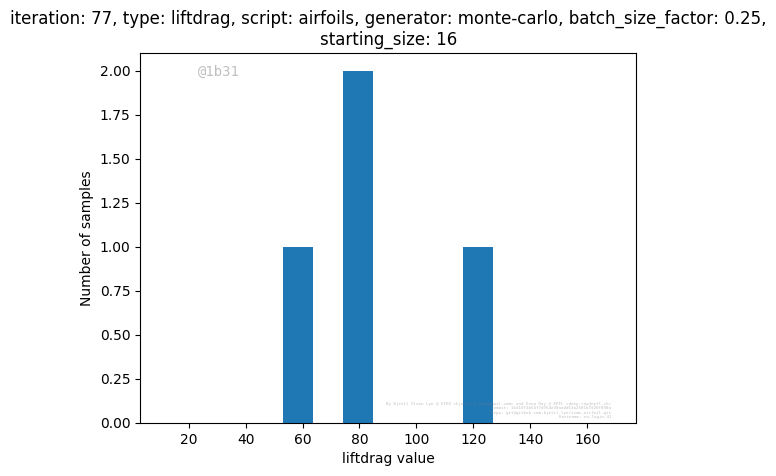 iteration: 77, type: liftdrag, script: airfoils, generator: monte-carlo, batch_size_factor: 0.25,
starting_size: 16
@1b31
2.00
1.75
1.50
1.25
1.00
0.75
0.50
0.25
0.00
Number of samples
20 40 60 80 100 120 140 160
liftdrag value